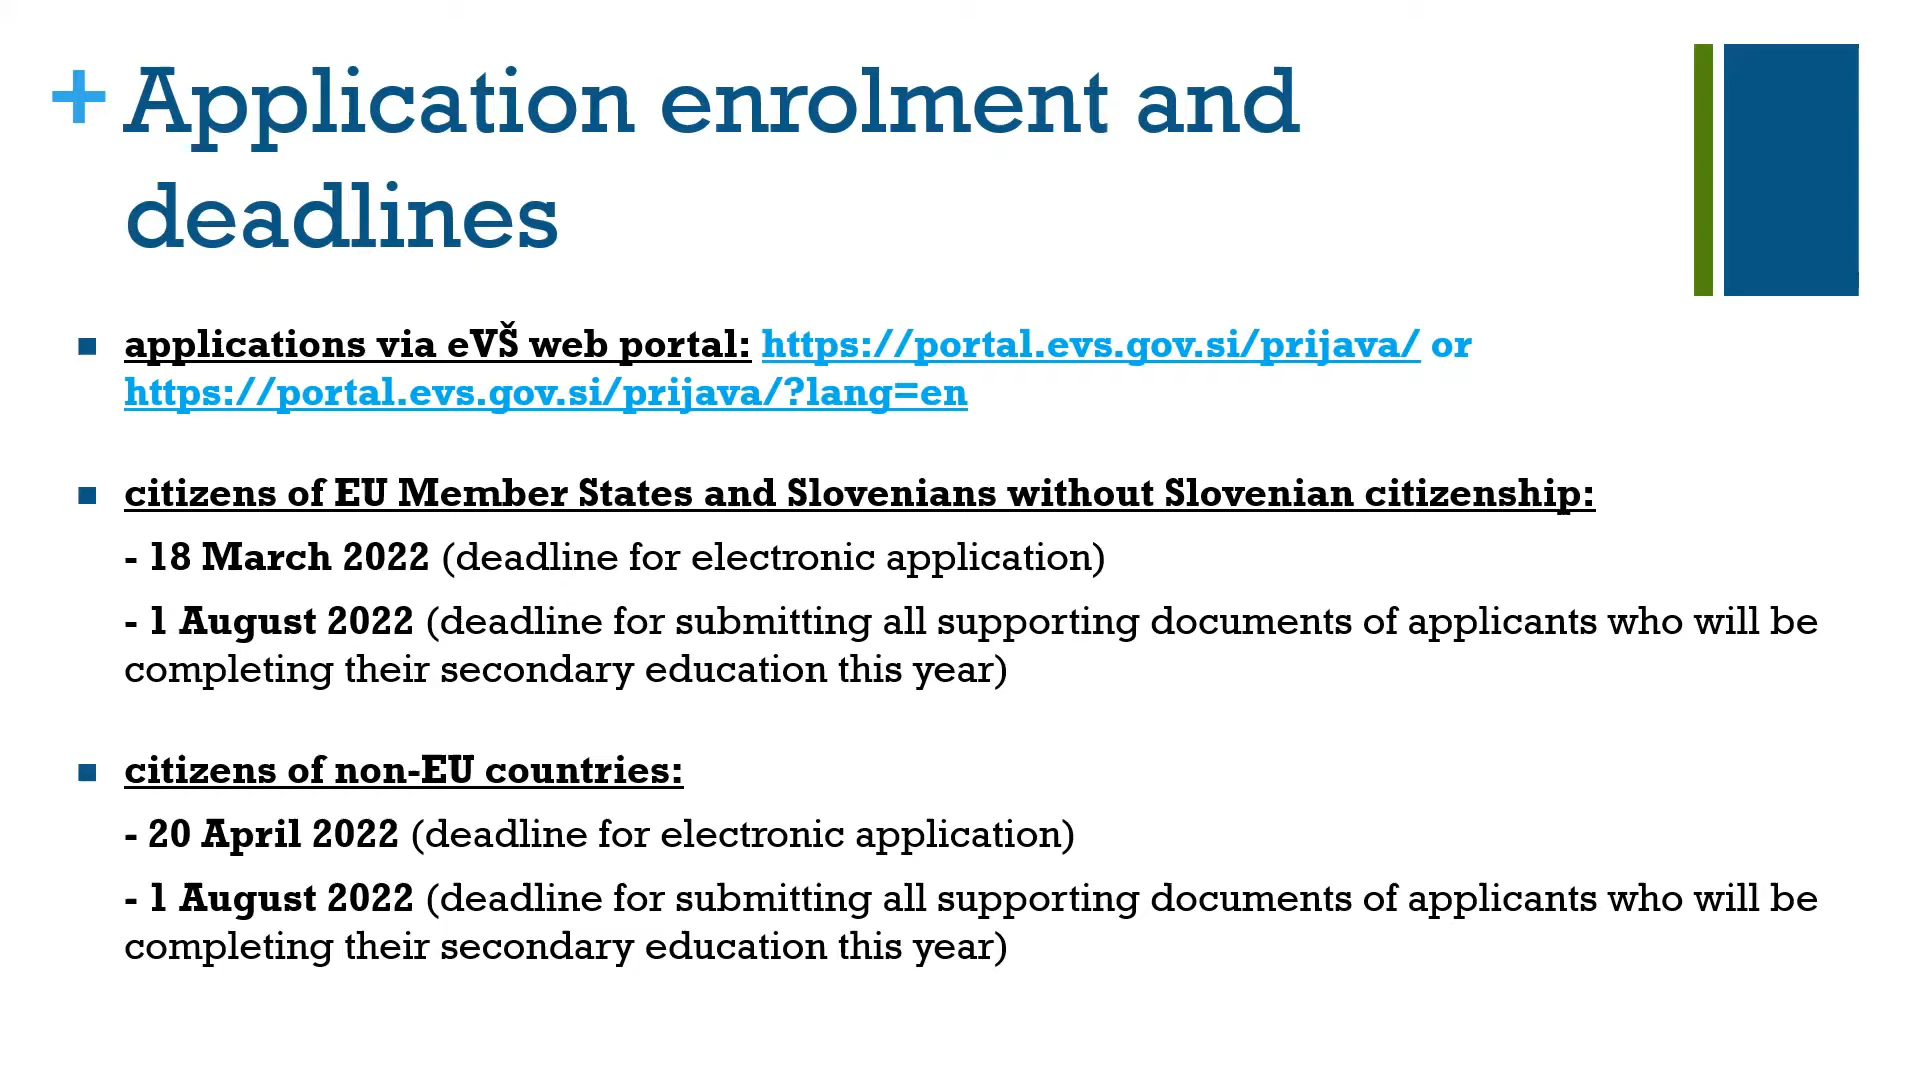 + Application enrolment and
deadlines
■ applications via eVŠ web portal: https://portal.evs.gov.si/prijava/ or
https://portal.evs.gov.si/prijava/?lang=en
■ citizens of EU Member States and Slovenians without Slovenian citizenship:
- 18 March 2022 (deadline for electronic application)
- 1 August 2022 (deadline for submitting all supporting documents of applicants who will be
completing their secondary education this year)
■ citizens of non-EU countries:
- 20 April 2022 (deadline for electronic application)
- 1 August 2022 (deadline for submitting all supporting documents of applicants who will be
completing their secondary education this year)